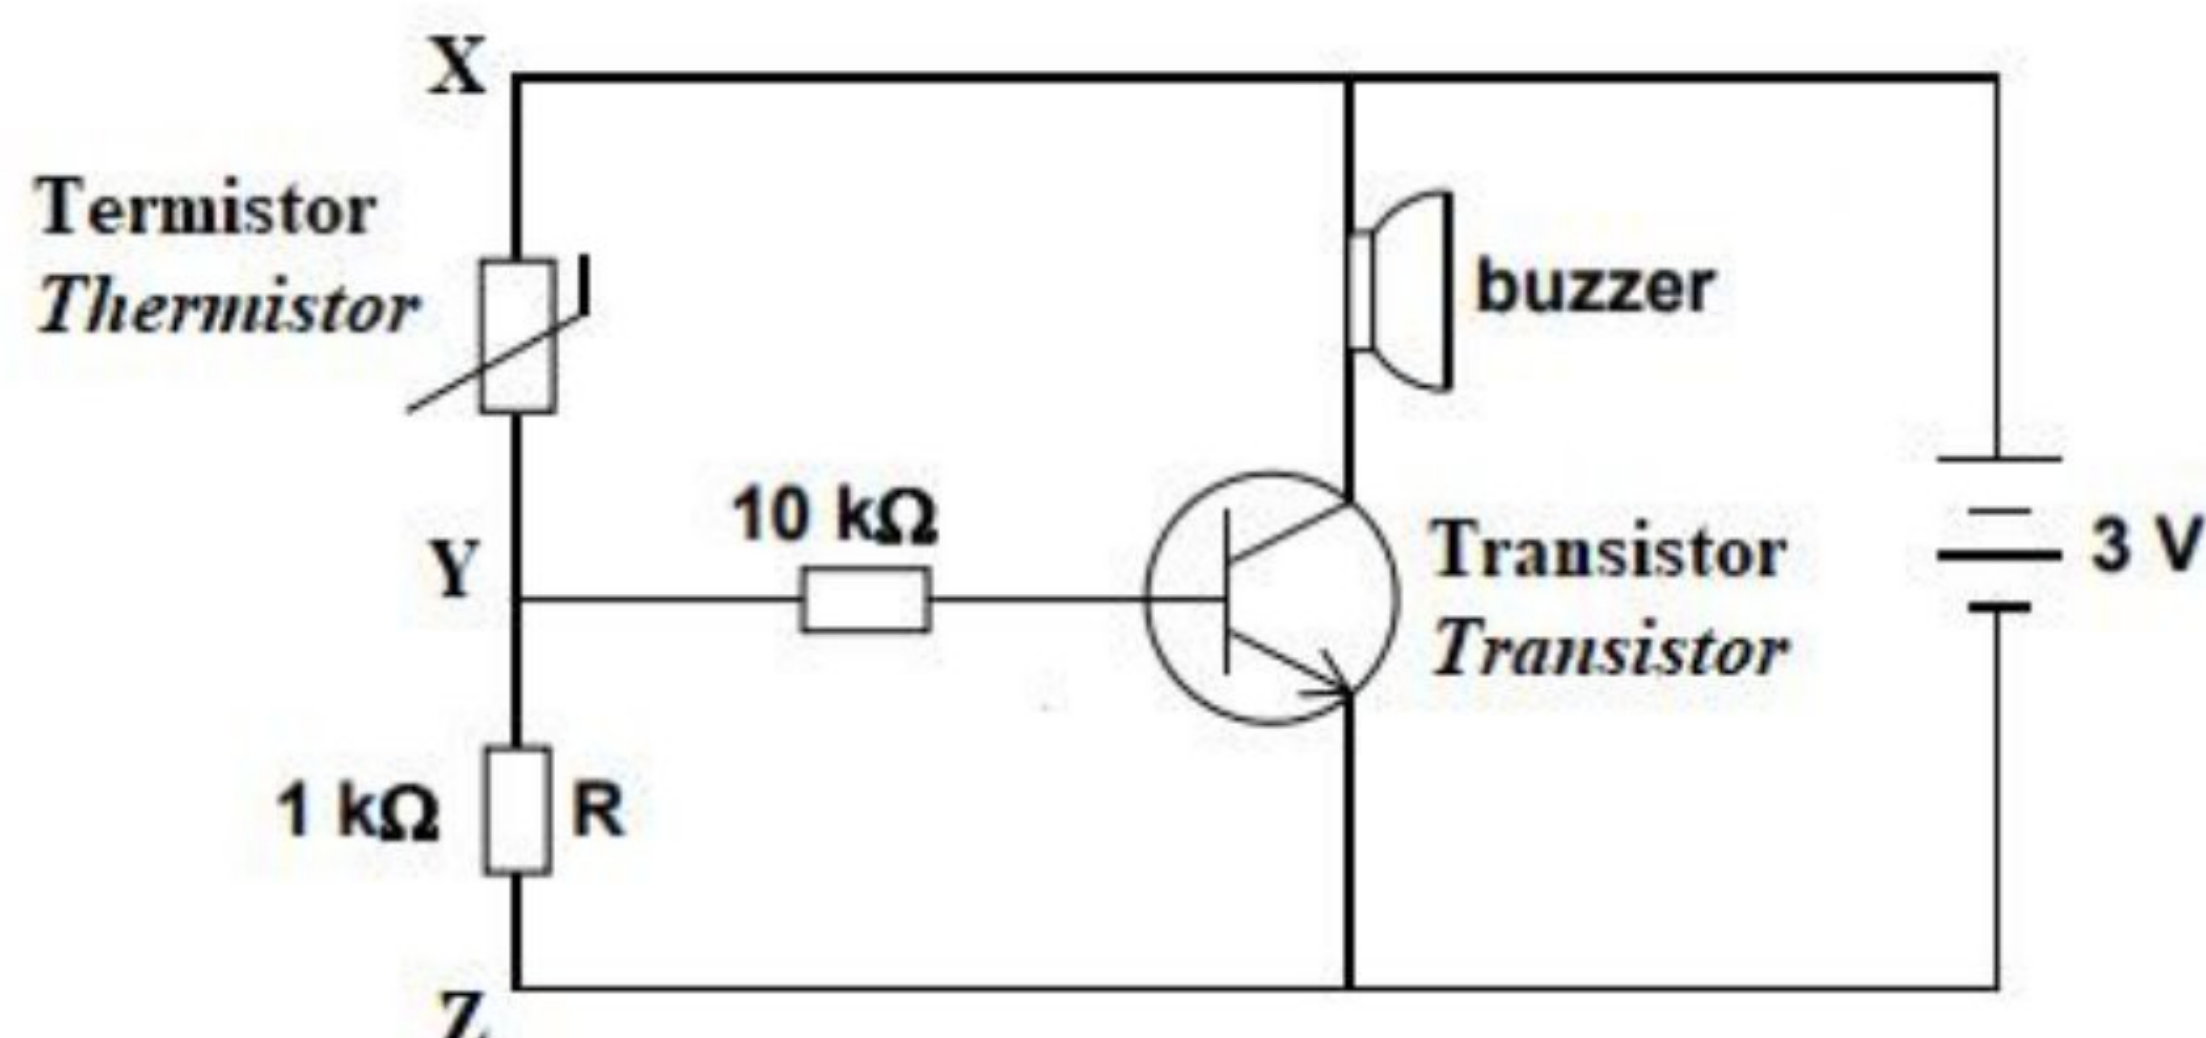 X
Termistor
Thermistor
buzzer
Y
10 kΩ
Transistor
Transistor
3 V
1 kΩ
R
Z